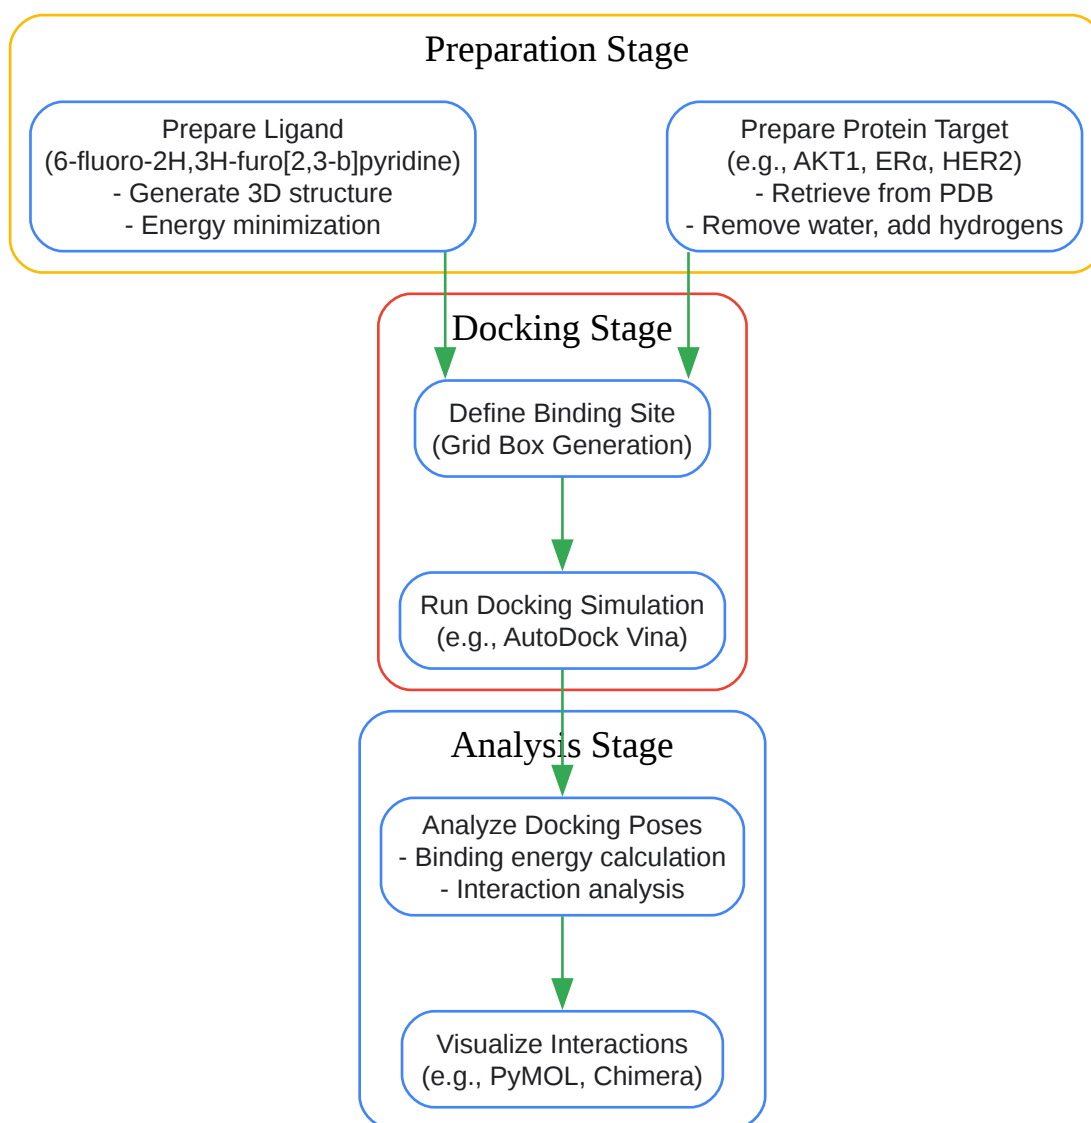 Preparation Stage
Prepare Ligand
(6-fluoro-2H,3H-furo[2,3-b]pyridine)
- Generate 3D structure
- Energy minimization
Prepare Protein Target
(e.g., AKT1, ERα, HER2)
- Retrieve from PDB
- Remove water, add hydrogens
Docking Stage
Define Binding Site
(Grid Box Generation)
Run Docking Simulation
(e.g., AutoDock Vina)
Analysis Stage
Analyze Docking Poses
- Binding energy calculation
- Interaction analysis
Visualize Interactions
(e.g., PyMOL, Chimera)